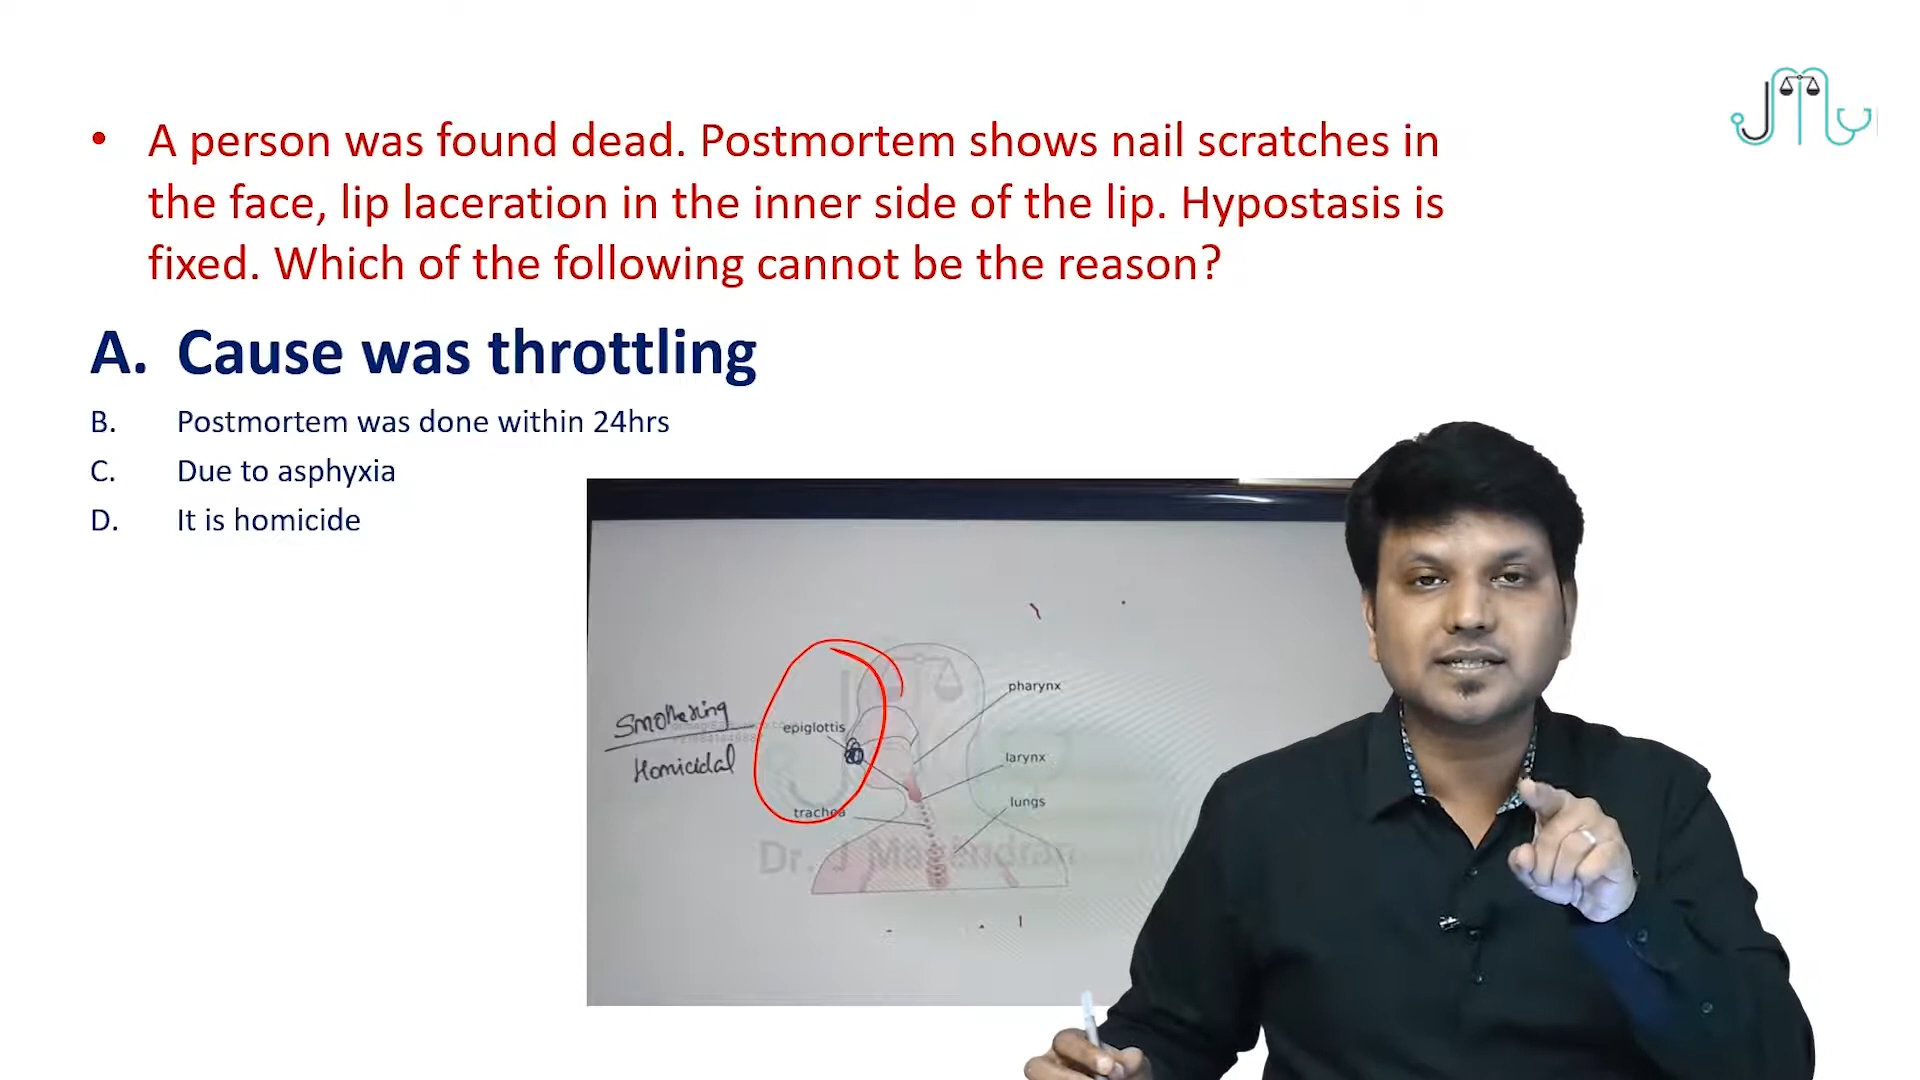 • A person was found dead. Postmortem shows nail scratches in
the face, lip laceration in the inner side of the lip. Hypostasis is
fixed. Which of the following cannot be the reason?
A. Cause was throttling
B. Postmortem was done within 24hrs
C. Due to asphyxia
D. It is homicide
pharynx
Smothering
epiglottis
larynx
Homicidal
lungs
trachea
Dr. J Magendran